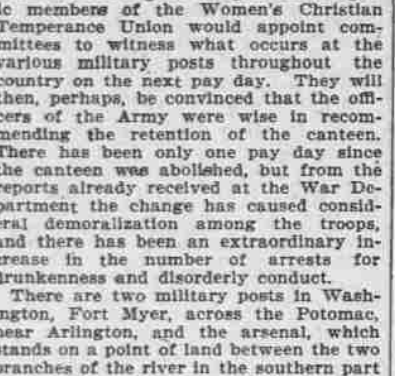 ic members of the Women's Christian
Temperance Union would appoint com-
mittees to witness what occurs at the
various military posts throughout the
country on the next pay day. They will
then, perhaps, be convinced that the offi-
cers of the Army were wise in recom-
mending the retention of the canteen.
There has been only one pay day since
the canteen was abolished, but from the
reports already received at the War De-
partment the change has caused consid-
eral demoralization among the troops,
and there has been an extraordinary in-
crease in the number of arrests for
drunkenness and disorderly conduct.
There are two military posts in Wash-
ington, Fort Myer, across the Potomac,
near Arlington, and the arsenal, which
stands on a point of land between the two
branches of the river in the southern part